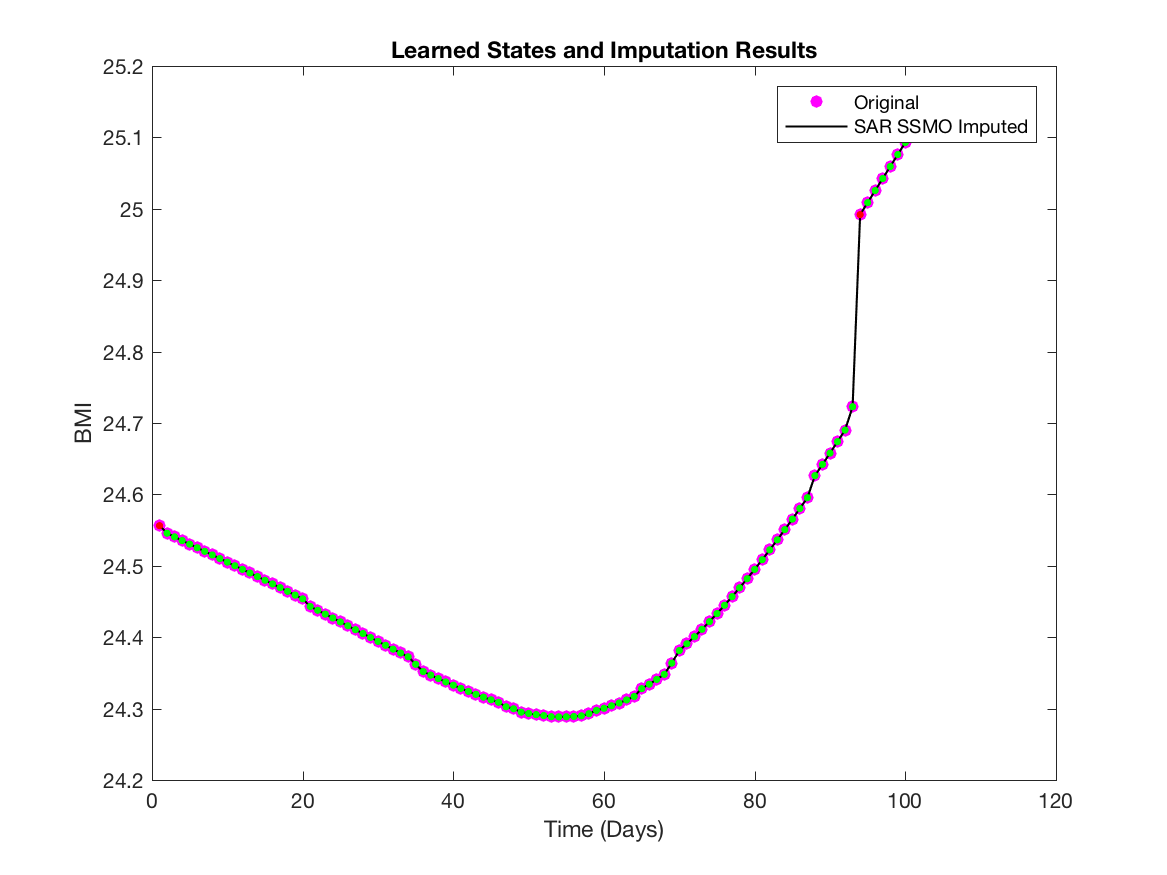 Learned States and Imputation Results
25.2
25.1
25
24.9
24.8
24.7
24.6
24.5
24.4
24.3
24.2
BMI
Original
SAR SSMO Imputed
0 20 40 60 80 100 120
Time (Days)